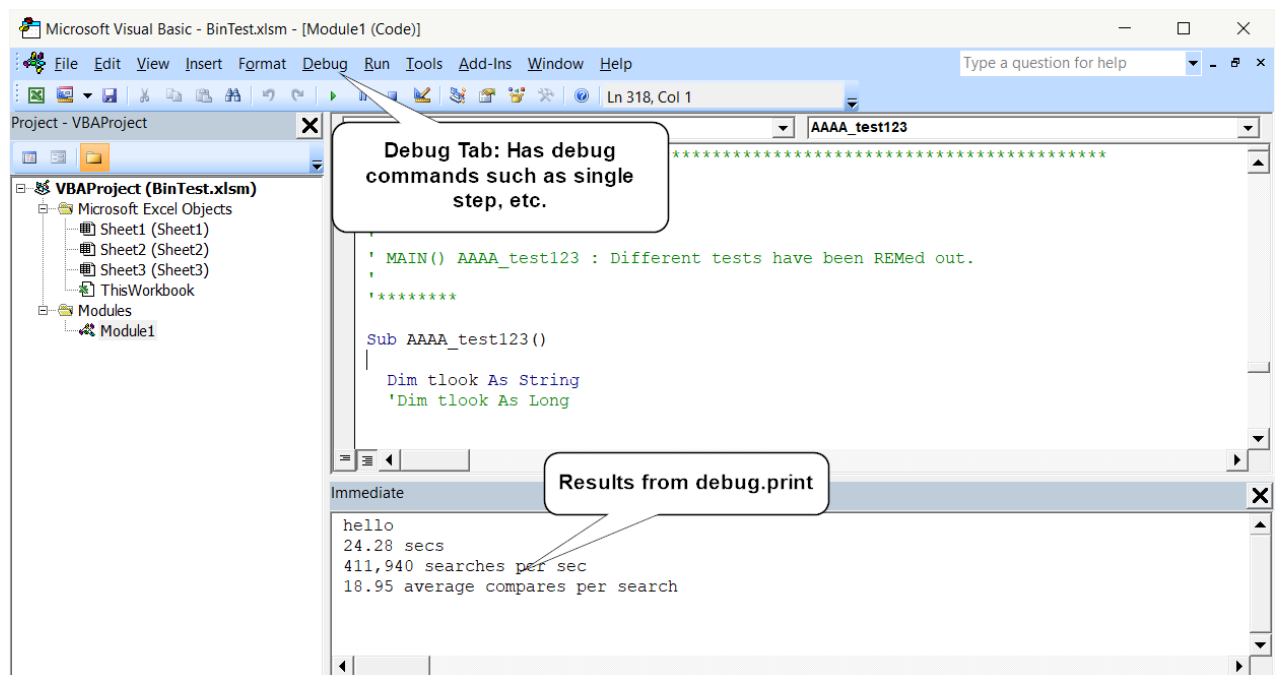 Microsoft Visual Basic - BinTest.xlsm - [Module1 (Code)]
File Edit View Insert Format Debug Run Tools Add-Ins Window Help
Type a question for help
Ln 318, Col 1
Project - VBAProject
AAAA_test123
Debug Tab: Has debug
commands such as single
step, etc.
*******************************************
VBAProject (BinTest.xlsm)
Microsoft Excel Objects
Sheet1 (Sheet1)
Sheet2 (Sheet2)
Sheet3 (Sheet3)
ThisWorkbook
Modules
Module1
'
' MAIN() AAAA_test123 : Different tests have been REMed out.
'
'********
Sub AAAA_test123()
Dim tlook As String
'Dim tlook As Long
Results from debug.print
Immediate
hello
24.28 secs
411,940 searches per sec
18.95 average compares per search